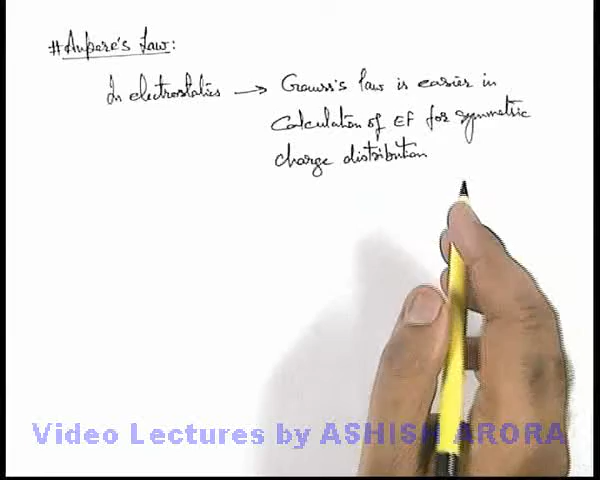 # Ampere's Law:
In electrostatics → Gauss's law is easier in
Calculation of EF for symmetric
charge distribution
Video Lectures by ASHISH ARORA